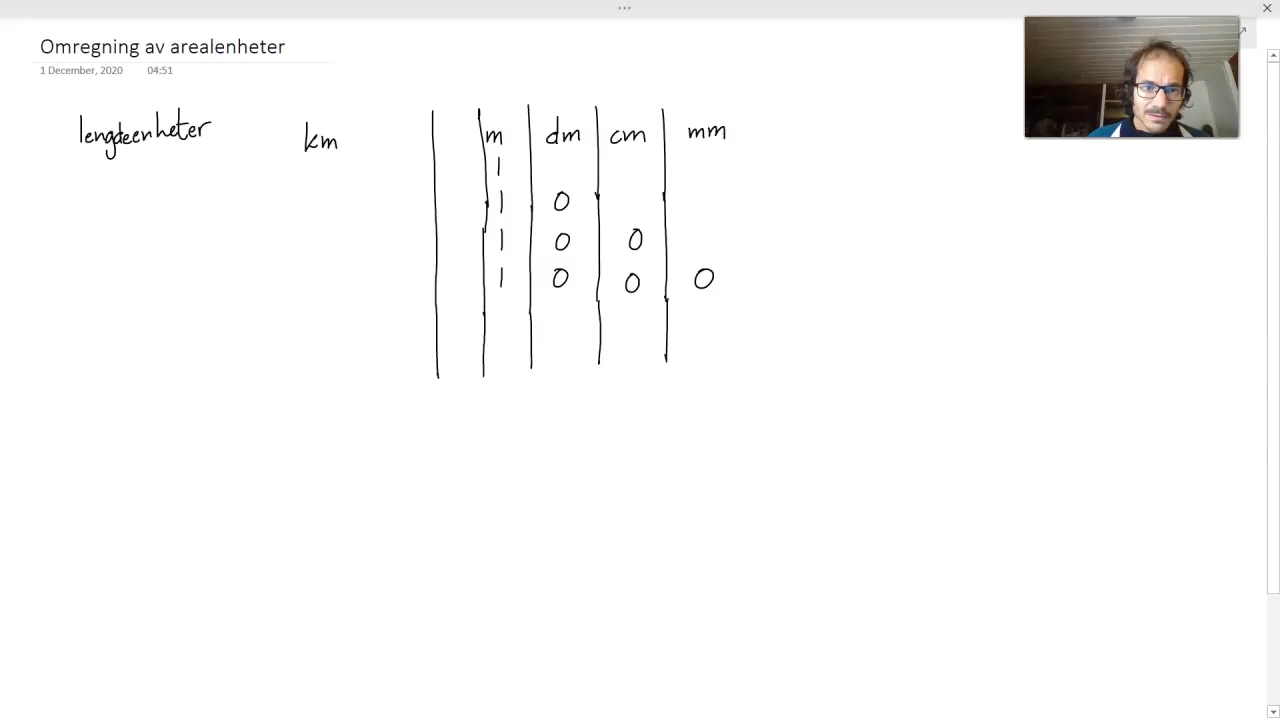 Omregning av arealenheter
1 December, 2020 04:51
lengdeenheter km m dm cm mm
1
1 0
1 0 0
1 0 0 0